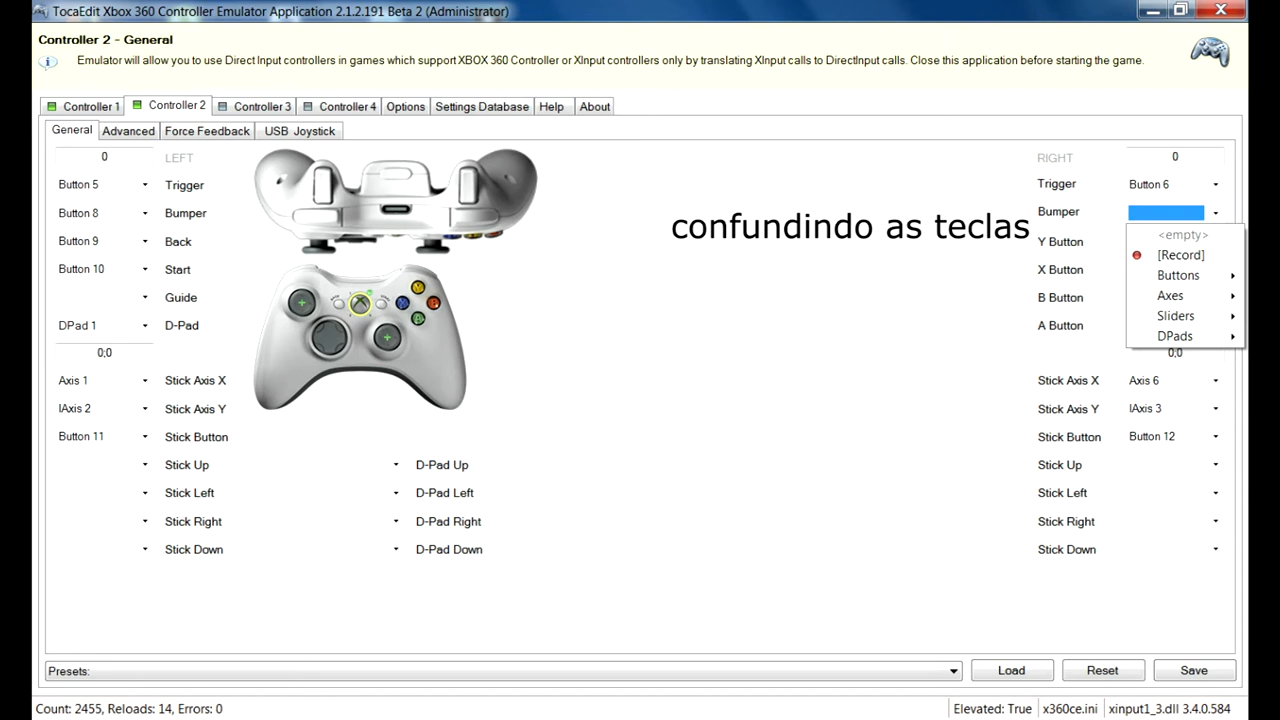 TocaEdit Xbox 360 Controller Emulator Application 2.1.2.191 Beta 2 (Administrator)
Controller 2 - General
Emulator will allow you to use Direct Input controllers in games which support XBOX 360 Controller or XInput controllers only by translating XInput calls to DirectInput calls. Close this application before starting the game.
Controller 1 Controller 2 Controller 3 Controller 4 Options Settings Database Help About
General Advanced Force Feedback USB Joystick
0 LEFT RIGHT 0
Button 5 Trigger Trigger Button 6
Button 8 Bumper Bumper
confundindo as teclas
<empty>
Button 9 Back Y Button
[Record]
Button 10 Start X Button Buttons
Guide B Button Axes
Sliders
DPad 1 D-Pad A Button
DPads
0;0 0;0
Axis 1 Stick Axis X Stick Axis X Axis 6
IAxis 2 Stick Axis Y Stick Axis Y IAxis 3
Button 11 Stick Button Stick Button Button 12
Stick Up D-Pad Up Stick Up
Stick Left D-Pad Left Stick Left
Stick Right D-Pad Right Stick Right
Stick Down D-Pad Down Stick Down
Presets: Load Reset Save
Count: 2455, Reloads: 14, Errors: 0 Elevated: True x360ce.ini xinput1_3.dll 3.4.0.584